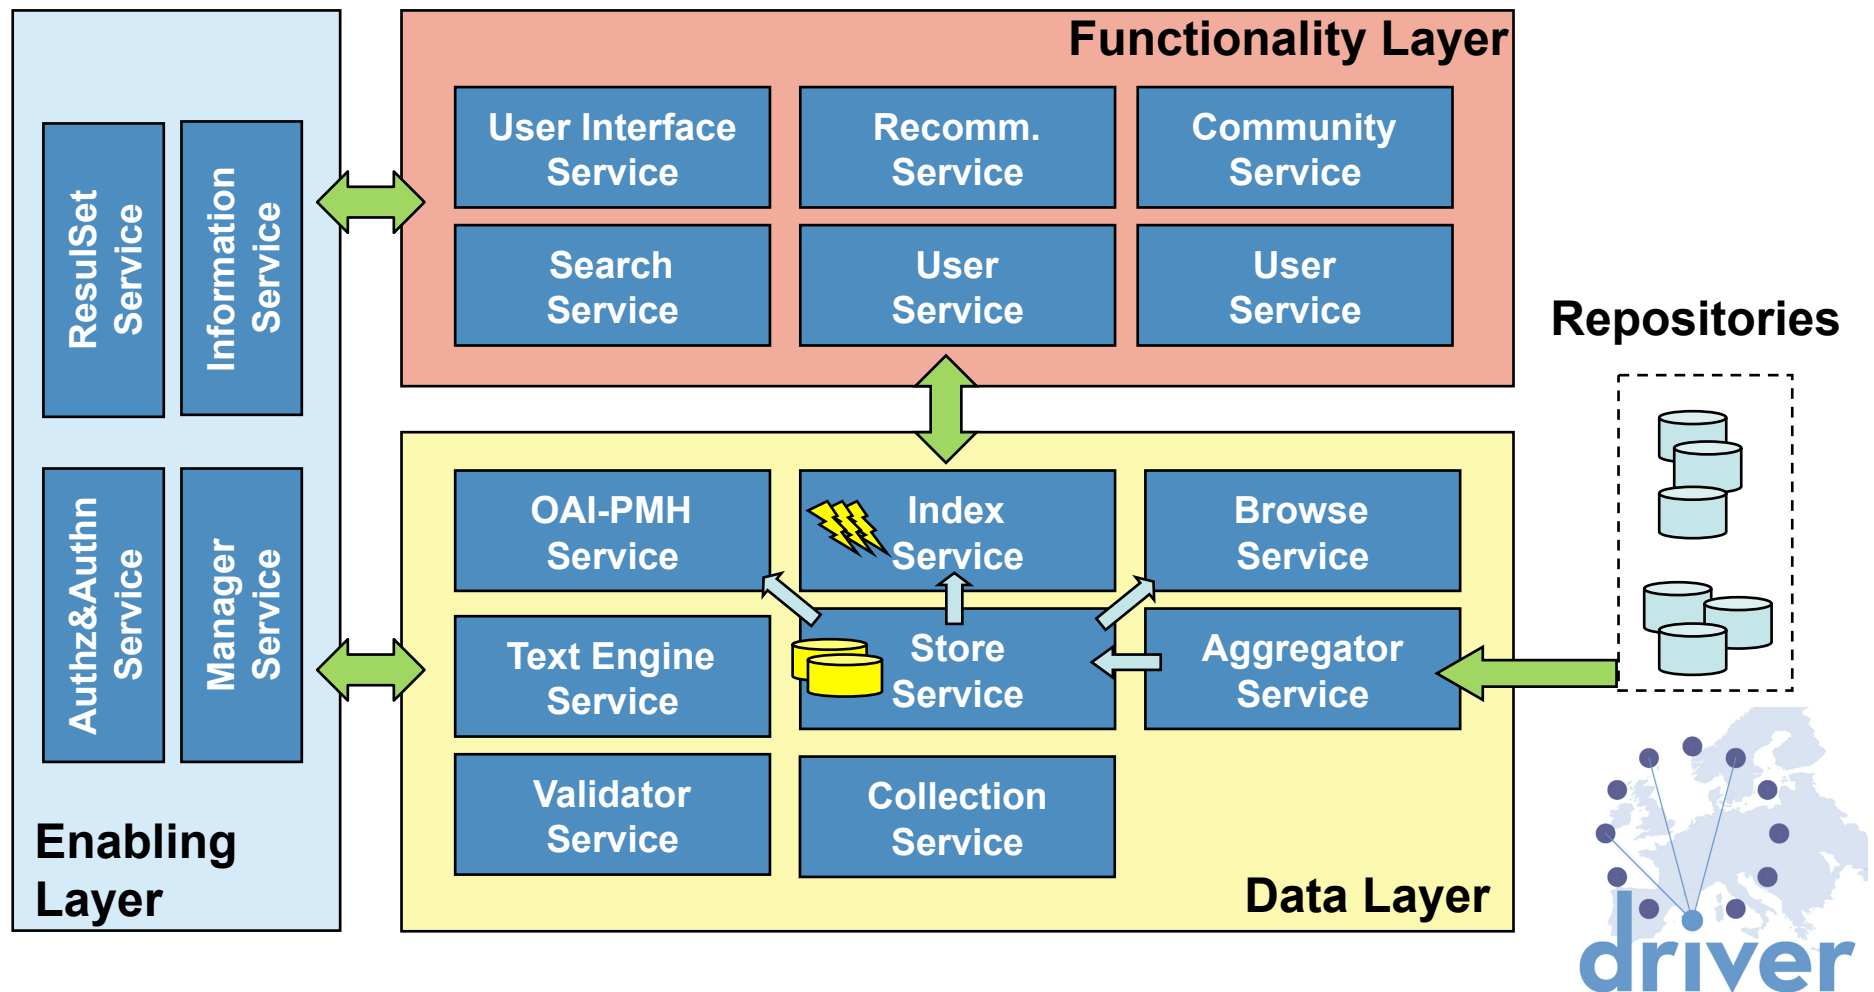 Functionality Layer
User Interface
Service
Recomm.
Service
Community
Service
Search
Service
User
Service
User
Service
ResulSet
Service
Information
Service
Authz&Authn
Service
Manager
Service
Enabling
Layer
Repositories
OAI-PMH
Service
Index
Service
Browse
Service
Text Engine
Service
Store
Service
Aggregator
Service
Validator
Service
Collection
Service
Data Layer
driver